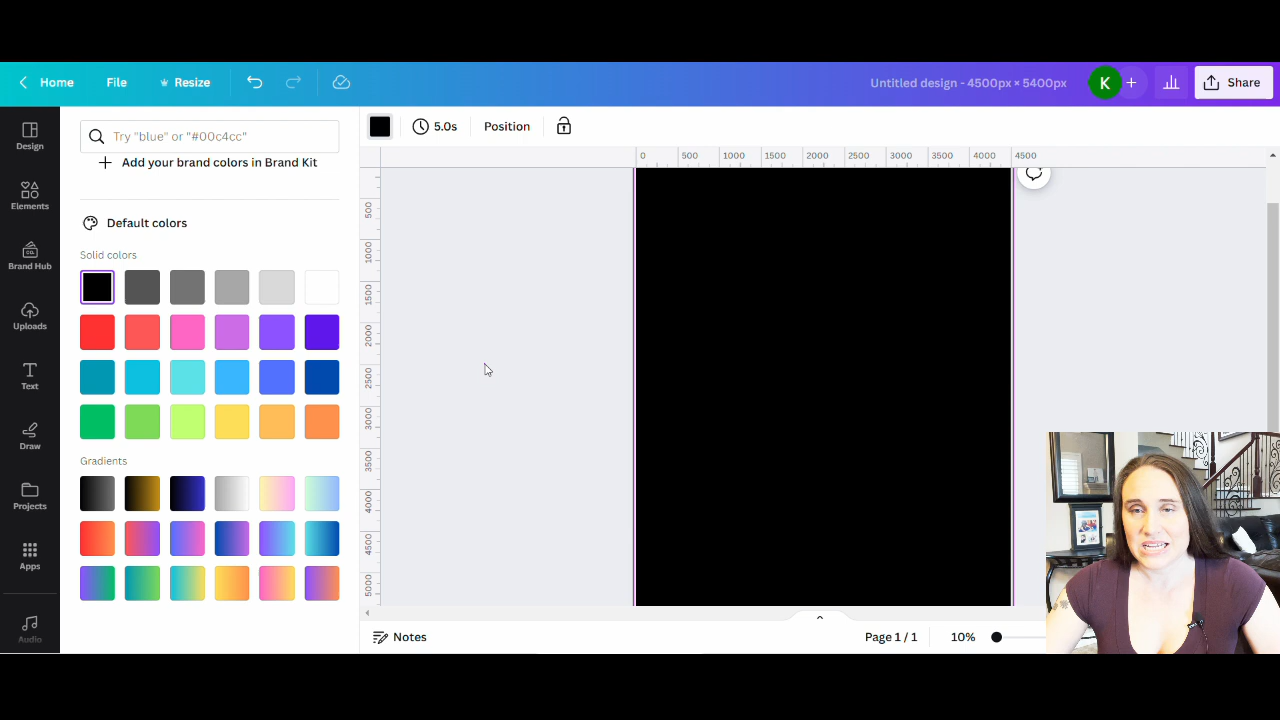 Home File Resize Untitled design - 4500px × 5400px K + Share
Try "blue" or "#00c4cc"
5.0s Position
Add your brand colors in Brand Kit
Default colors
Solid colors
Gradients
Design
Elements
Brand Hub
Uploads
Text
Draw
Projects
Apps
Audio
0 500 1000 1500 2000 2500 3000 3500 4000 4500
500
1000
1500
2000
2500
3000
3500
4000
4500
5000
Notes Page 1 / 1 10%